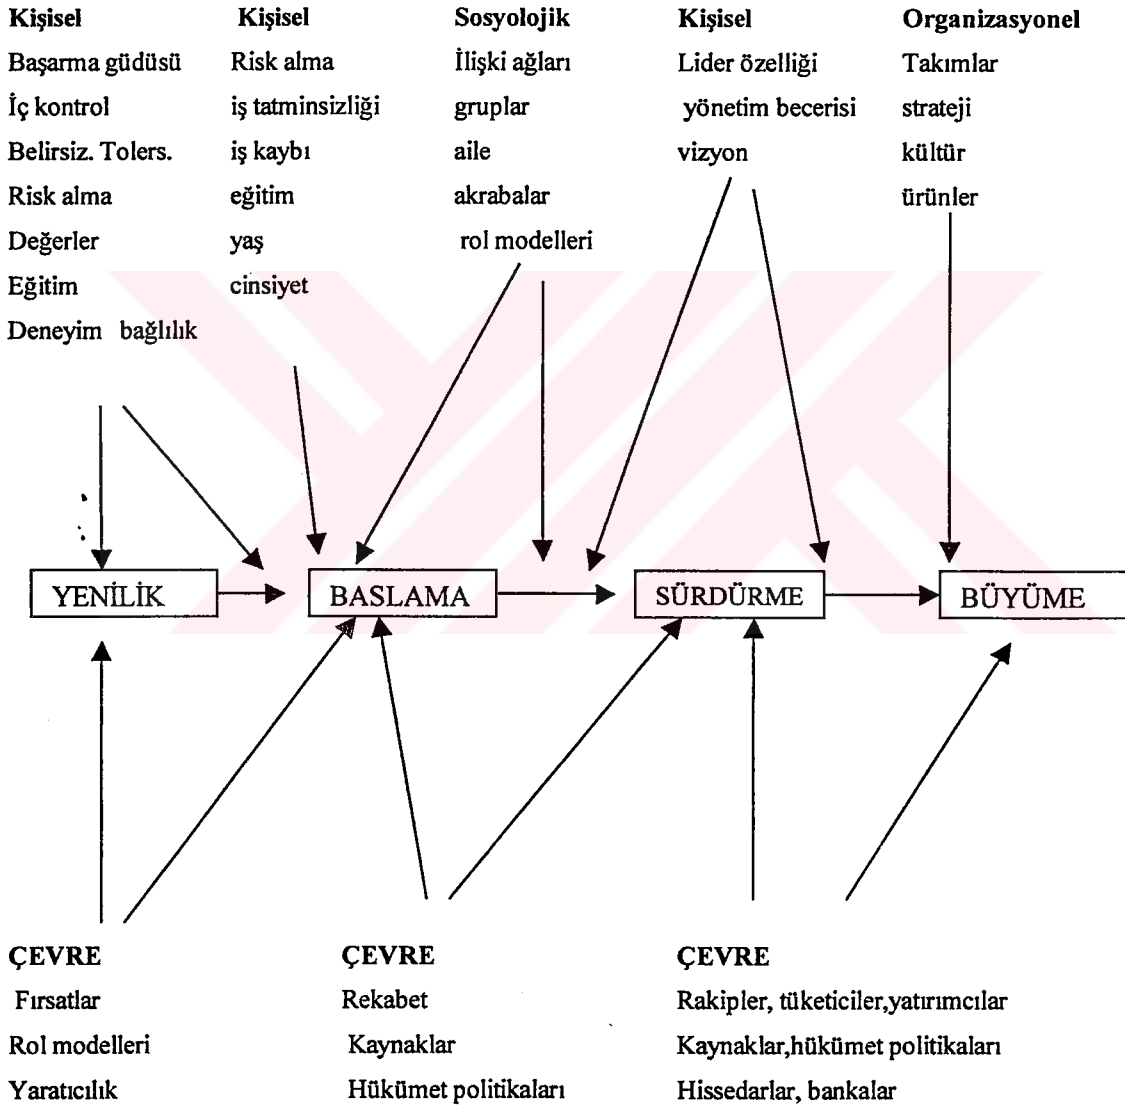 Kişisel Kişisel Sosyolojik Kişisel Organizasyonel
Başarma güdüsü Risk alma İlişki ağları Lider özelliği Takımlar
İç kontrol iş tatminsizliği gruplar yönetim becerisi strateji
Belirsiz. Tolers. iş kaybı aile vizyon kültür
Risk alma eğitim akrabalar ürünler
Değerler yaş rol modelleri
Eğitim cinsiyet
Deneyim bağlılık
YENİLİK BASLAMA SÜRDÜRME BÜYÜME
ÇEVRE ÇEVRE ÇEVRE
Fırsatlar Rekabet Rakipler, tüketiciler,yatırımcılar
Rol modelleri Kaynaklar Kaynaklar,hükümet politikaları
Yaratıcılık Hükümet politikaları Hissedarlar, bankalar